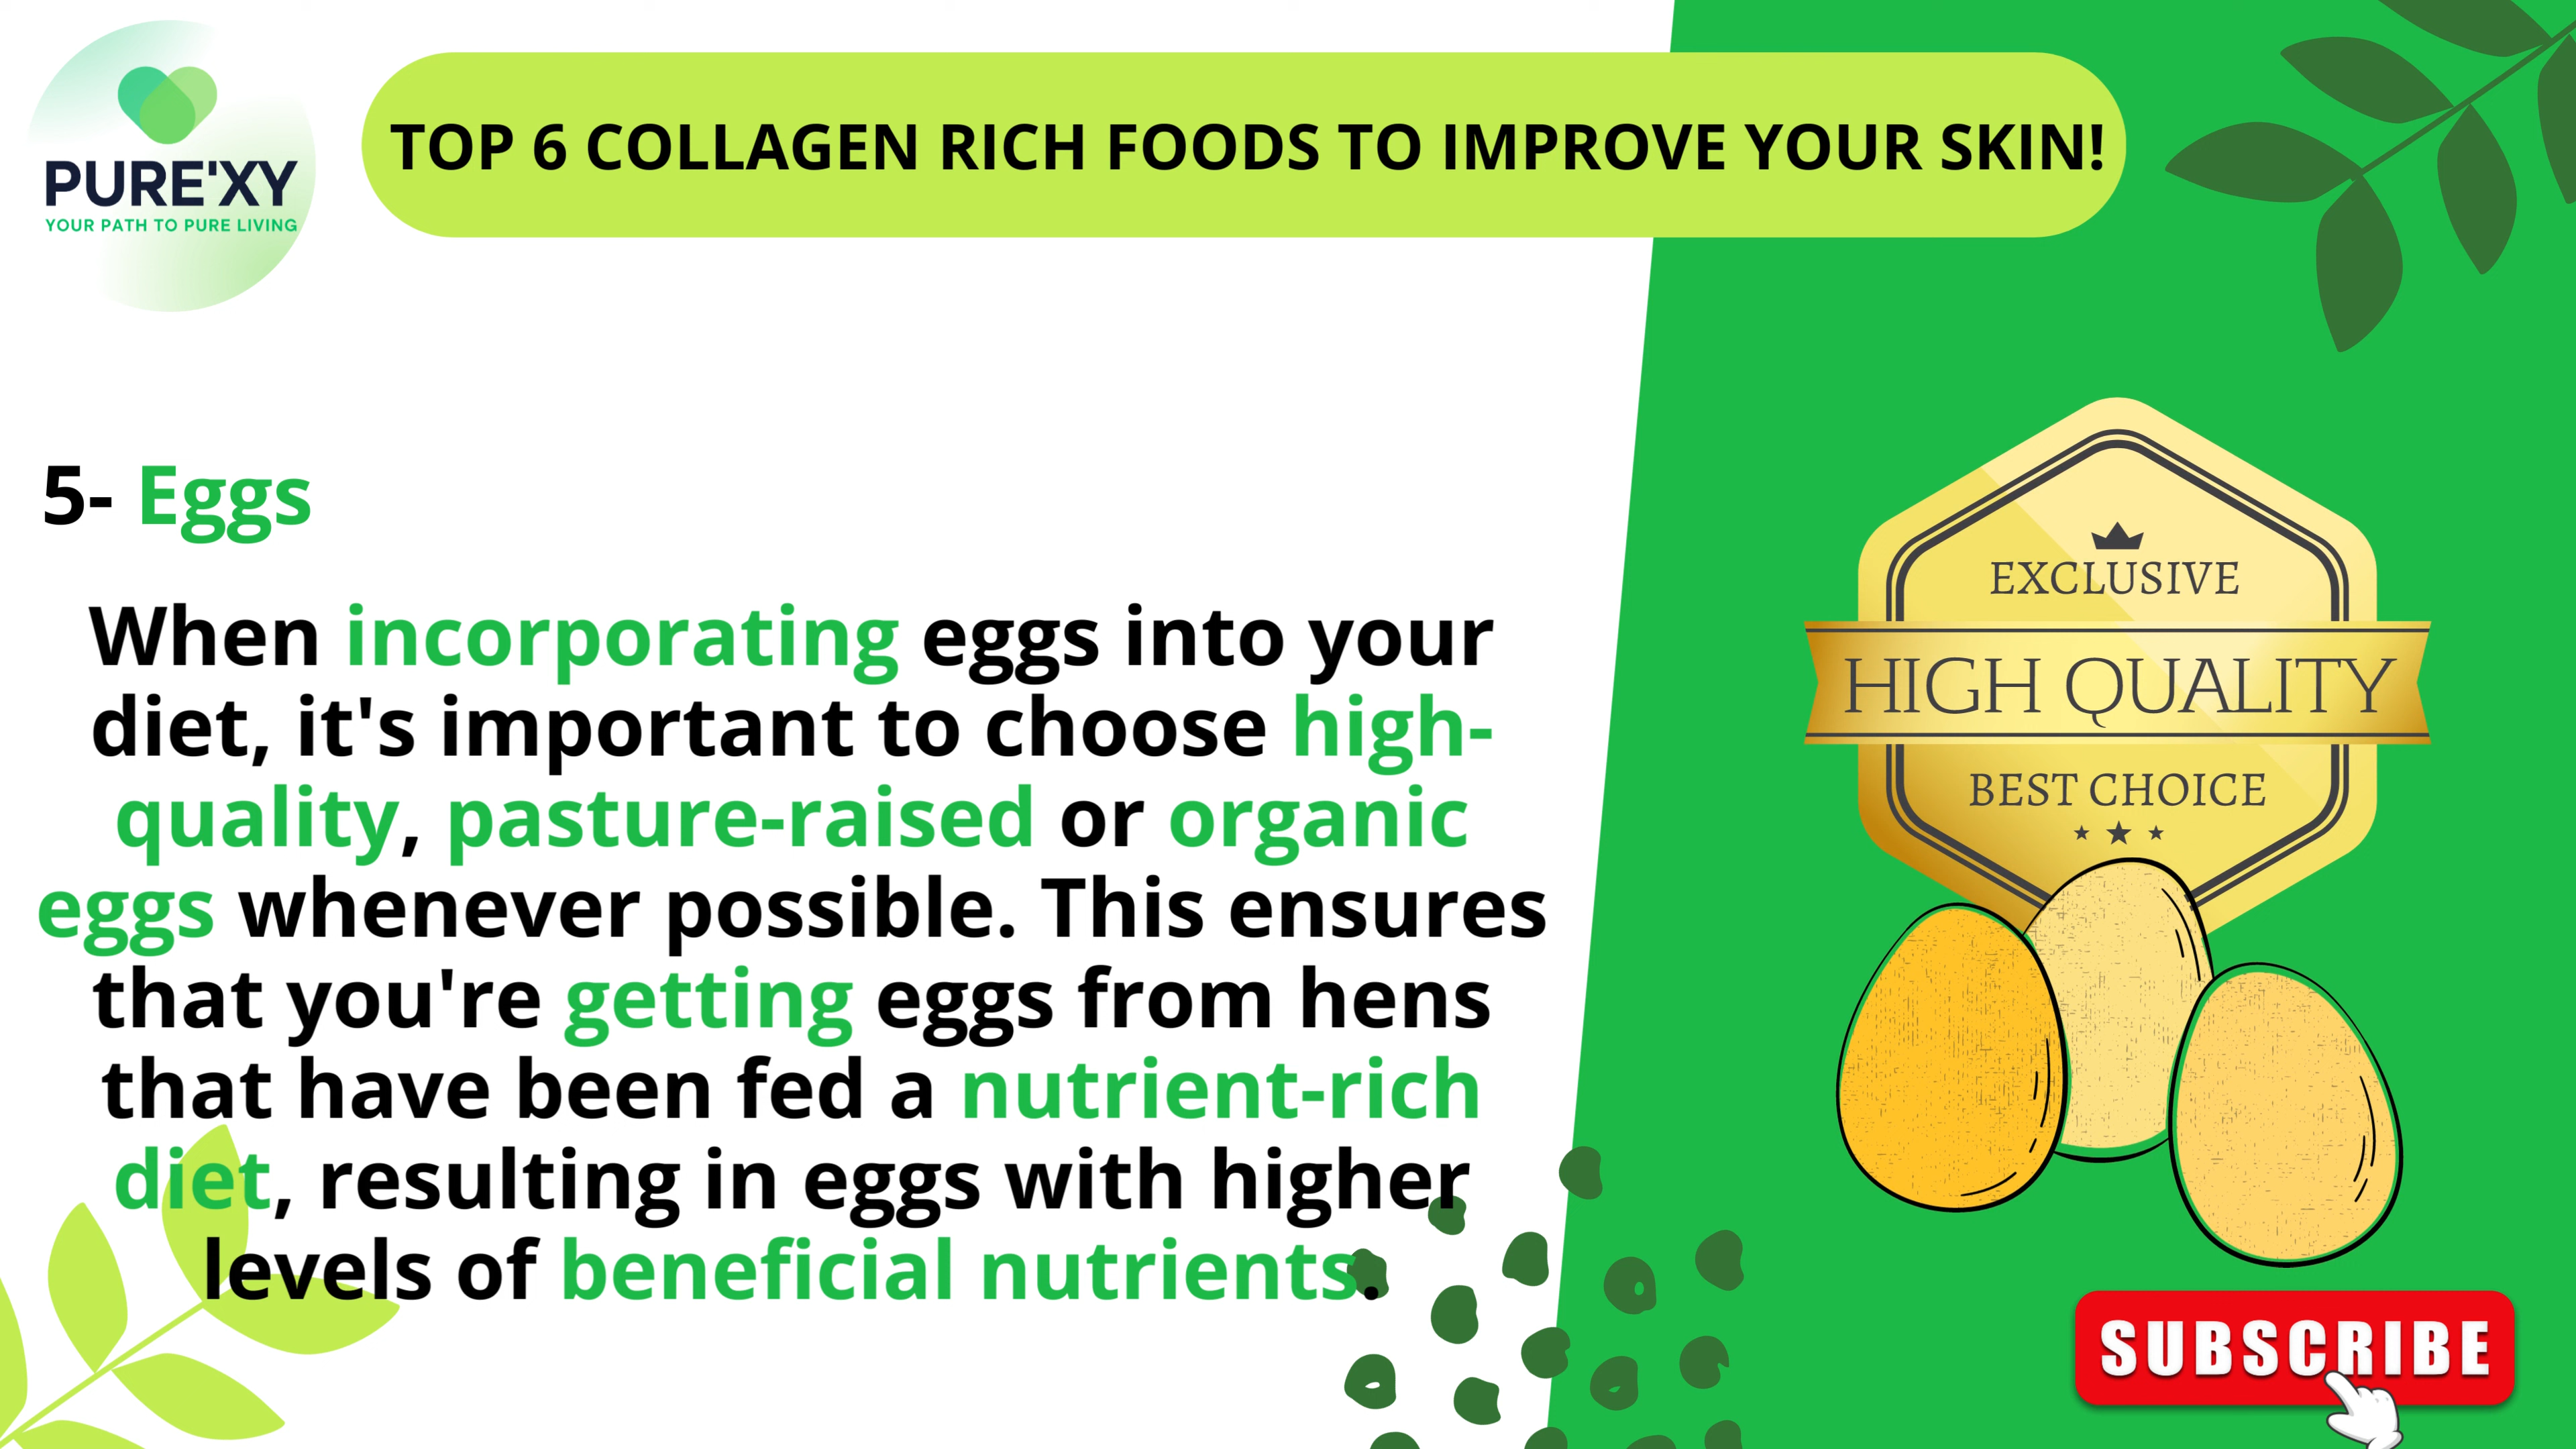 PURE'XY
YOUR PATH TO PURE LIVING
TOP 6 COLLAGEN RICH FOODS TO IMPROVE YOUR SKIN!
5- Eggs
When incorporating eggs into your
diet, it's important to choose high-
quality, pasture-raised or organic
eggs whenever possible. This ensures
that you're getting eggs from hens
that have been fed a nutrient-rich
diet, resulting in eggs with higher
levels of beneficial nutrients.
EXCLUSIVE
HIGH QUALITY
BEST CHOICE
SUBSCRIBE